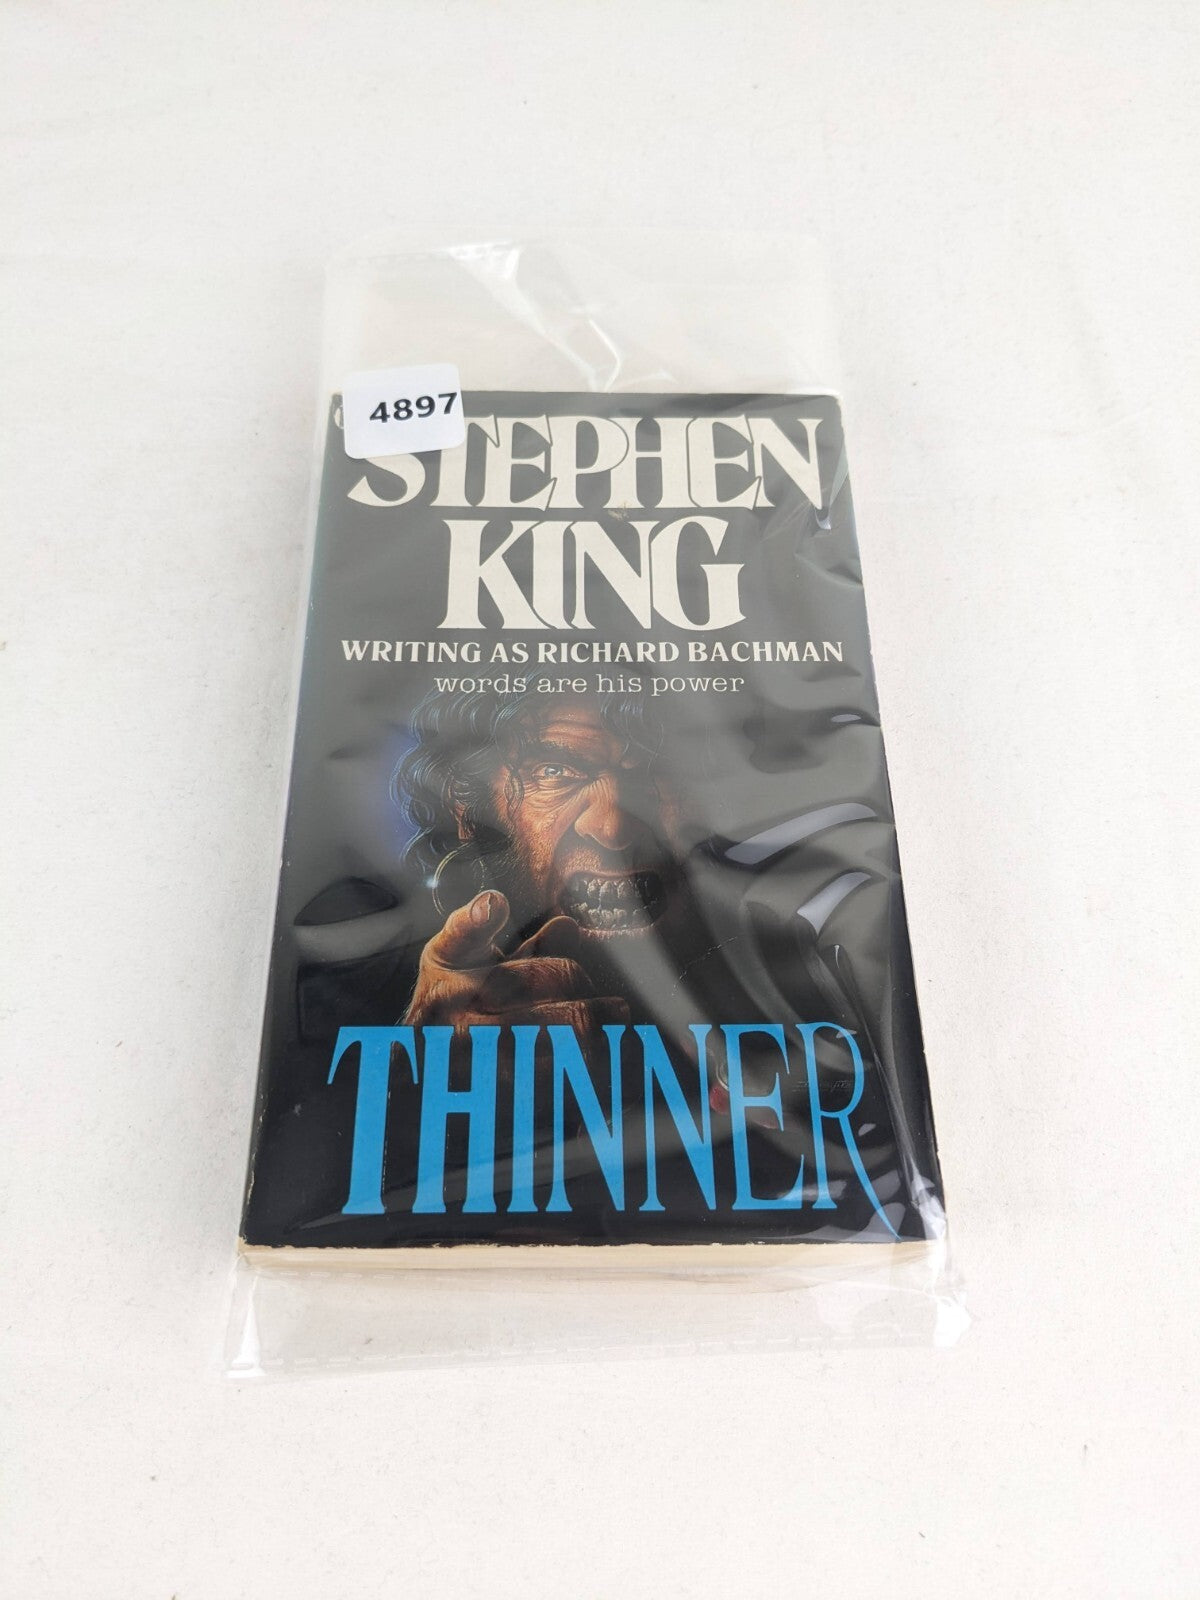 4897
STEPHEN
KING
WRITING AS RICHARD BACHMAN
words are his power
THINNER